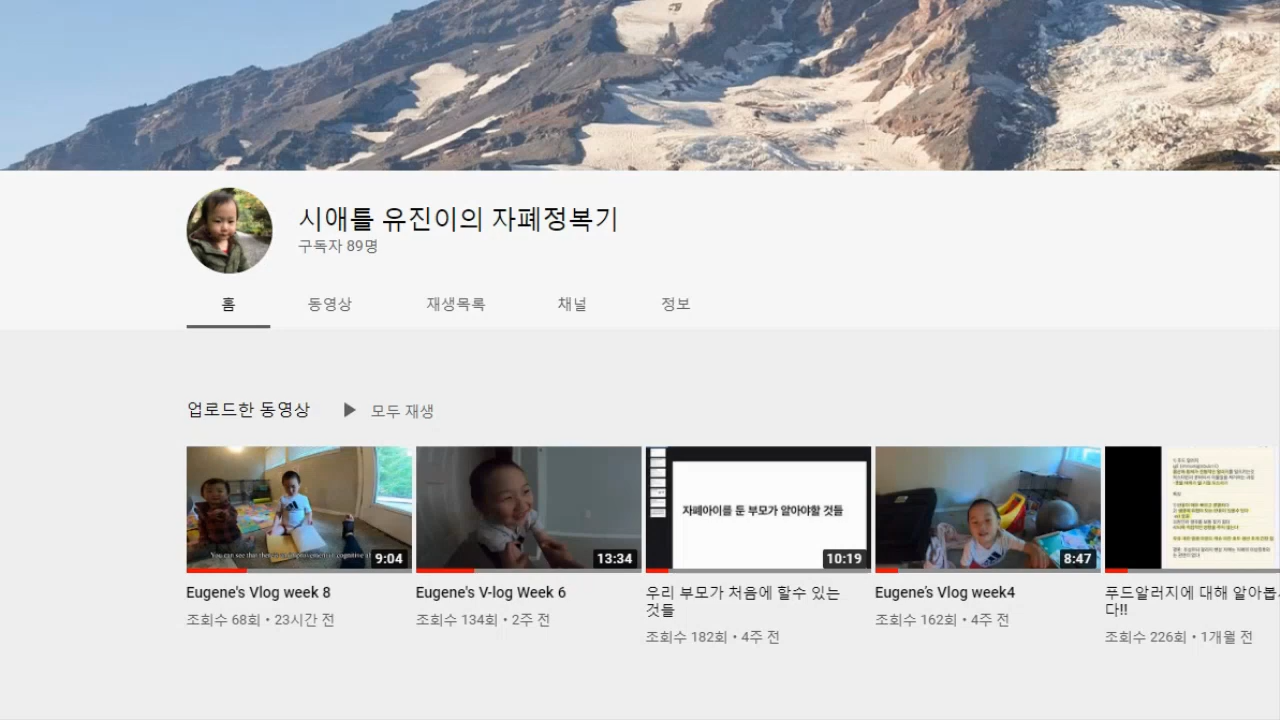 시애틀 유진이의 자폐정복기
구독자 89명
홈 동영상 재생목록 채널 정보
업로드한 동영상 ▶ 모두 재생
You can see that
9:04
13:34
자폐아이를 둔 부모가 알아야할 것들
10:19
8:47
Eugene's Vlog week 8
조회수 68회 • 23시간 전
Eugene's V-log Week 6
조회수 134회 • 2주 전
우리 부모가 처음에 할수 있는
것들
조회수 182회 • 4주 전
Eugene’s Vlog week4
조회수 162회 • 4주 전
푸드알러지에 대해 알아봅
다!!
조회수 226회 • 1개월 전